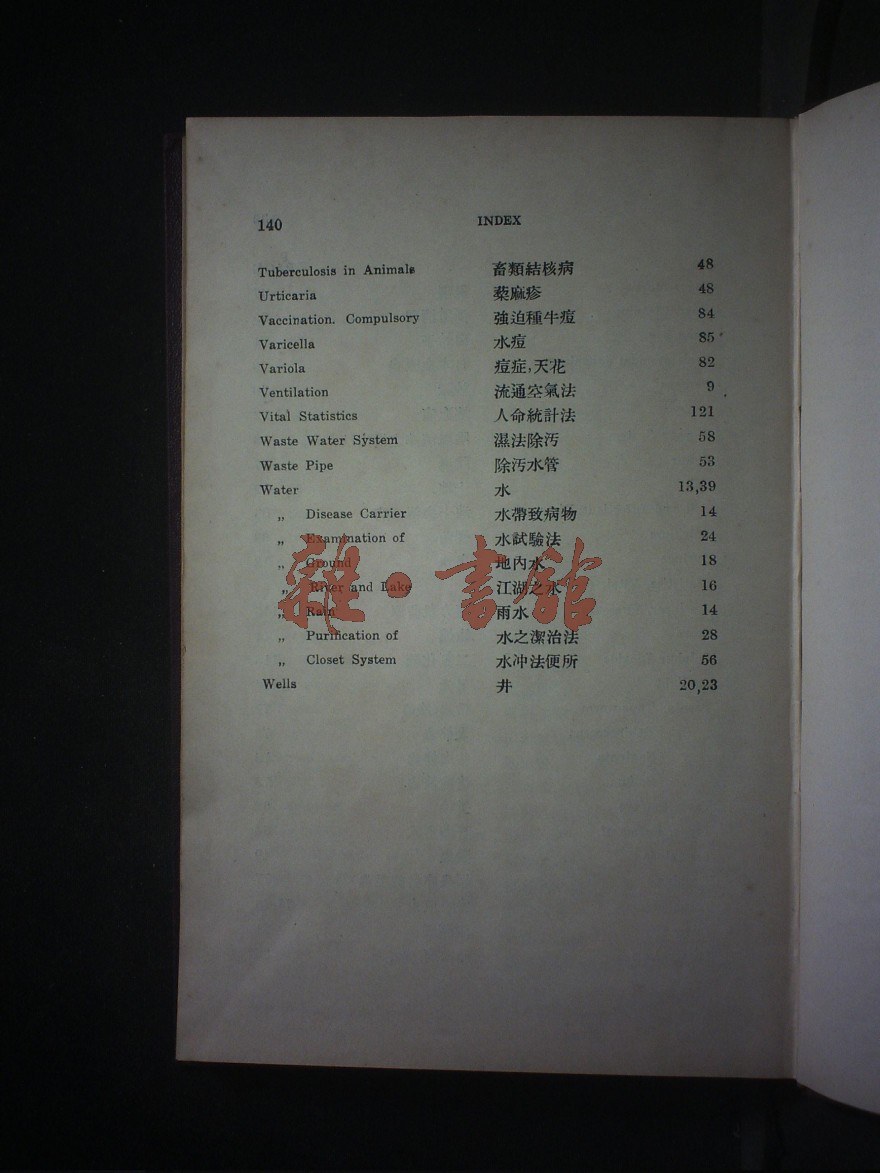 140 INDEX
Tuberculosis in Animals 畜類結核病 48
Urticaria 蕖麻疹 48
Vaccination. Compulsory 強迫種牛痘 84
Varicella 水痘 85
Variola 痘症,天花 82
Ventilation 流通空氣法 9
Vital Statistics 人命統計法 121
Waste Water System 濕法除污 58
Waste Pipe 除污水管 53
Water 水 13,39
„ Disease Carrier 水帶致病物 14
„ Examination of 水試驗法 24
„ Ground 地內水 18
„ River and Lake 江湖之水 16
„ Rain 雨水 14
„ Purification of 水之潔治法 28
„ Closet System 水冲法便所 56
Wells 井 20,23
雜·書館